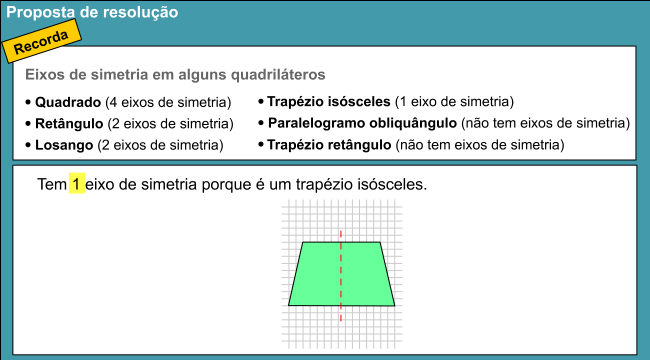 Proposta de resolução
Recorda
Eixos de simetria em alguns quadriláteros
• Quadrado (4 eixos de simetria)
• Retângulo (2 eixos de simetria)
• Losango (2 eixos de simetria)
• Trapézio isósceles (1 eixo de simetria)
• Paralelogramo obliquângulo (não tem eixos de simetria)
• Trapézio retângulo (não tem eixos de simetria)
Tem 1 eixo de simetria porque é um trapézio isósceles.